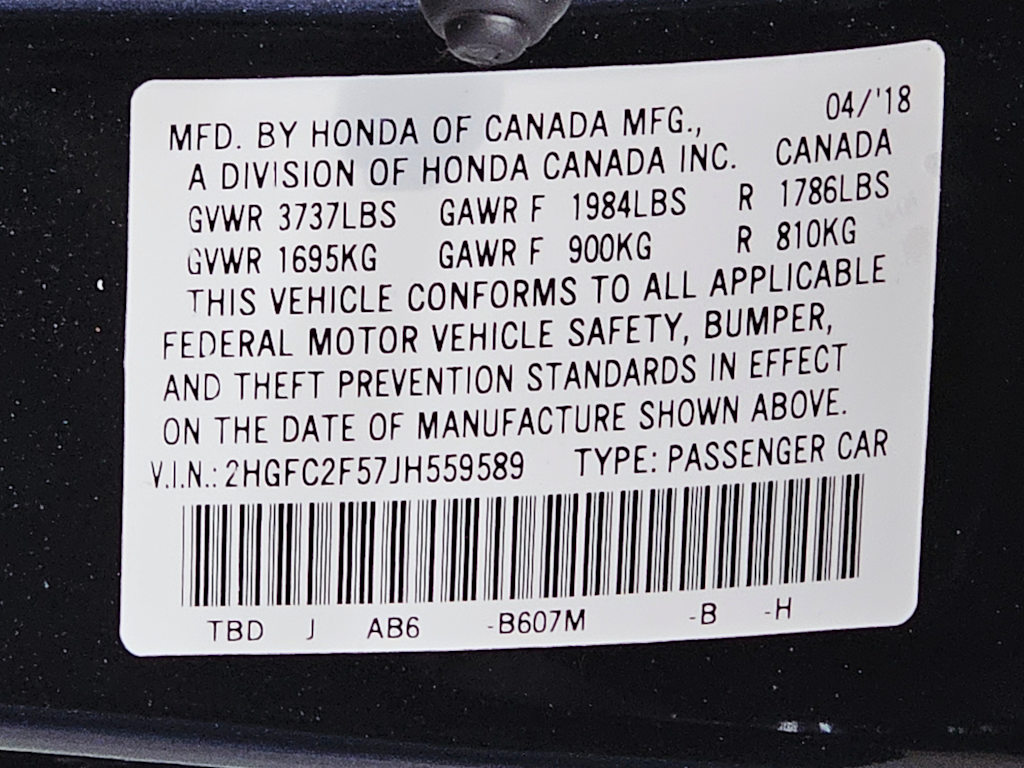 04/'18
MFD. BY HONDA OF CANADA MFG.,
A DIVISION OF HONDA CANADA INC. CANADA
GVWR 3737LBS GAWR F 1984LBS R 1786LBS
GVWR 1695KG GAWR F 900KG R 810KG
THIS VEHICLE CONFORMS TO ALL APPLICABLE
FEDERAL MOTOR VEHICLE SAFETY, BUMPER,
AND THEFT PREVENTION STANDARDS IN EFFECT
ON THE DATE OF MANUFACTURE SHOWN ABOVE.
V.I.N.: 2HGFC2F57JH559589 TYPE: PASSENGER CAR
TBD J AB6 -B607M -B -H